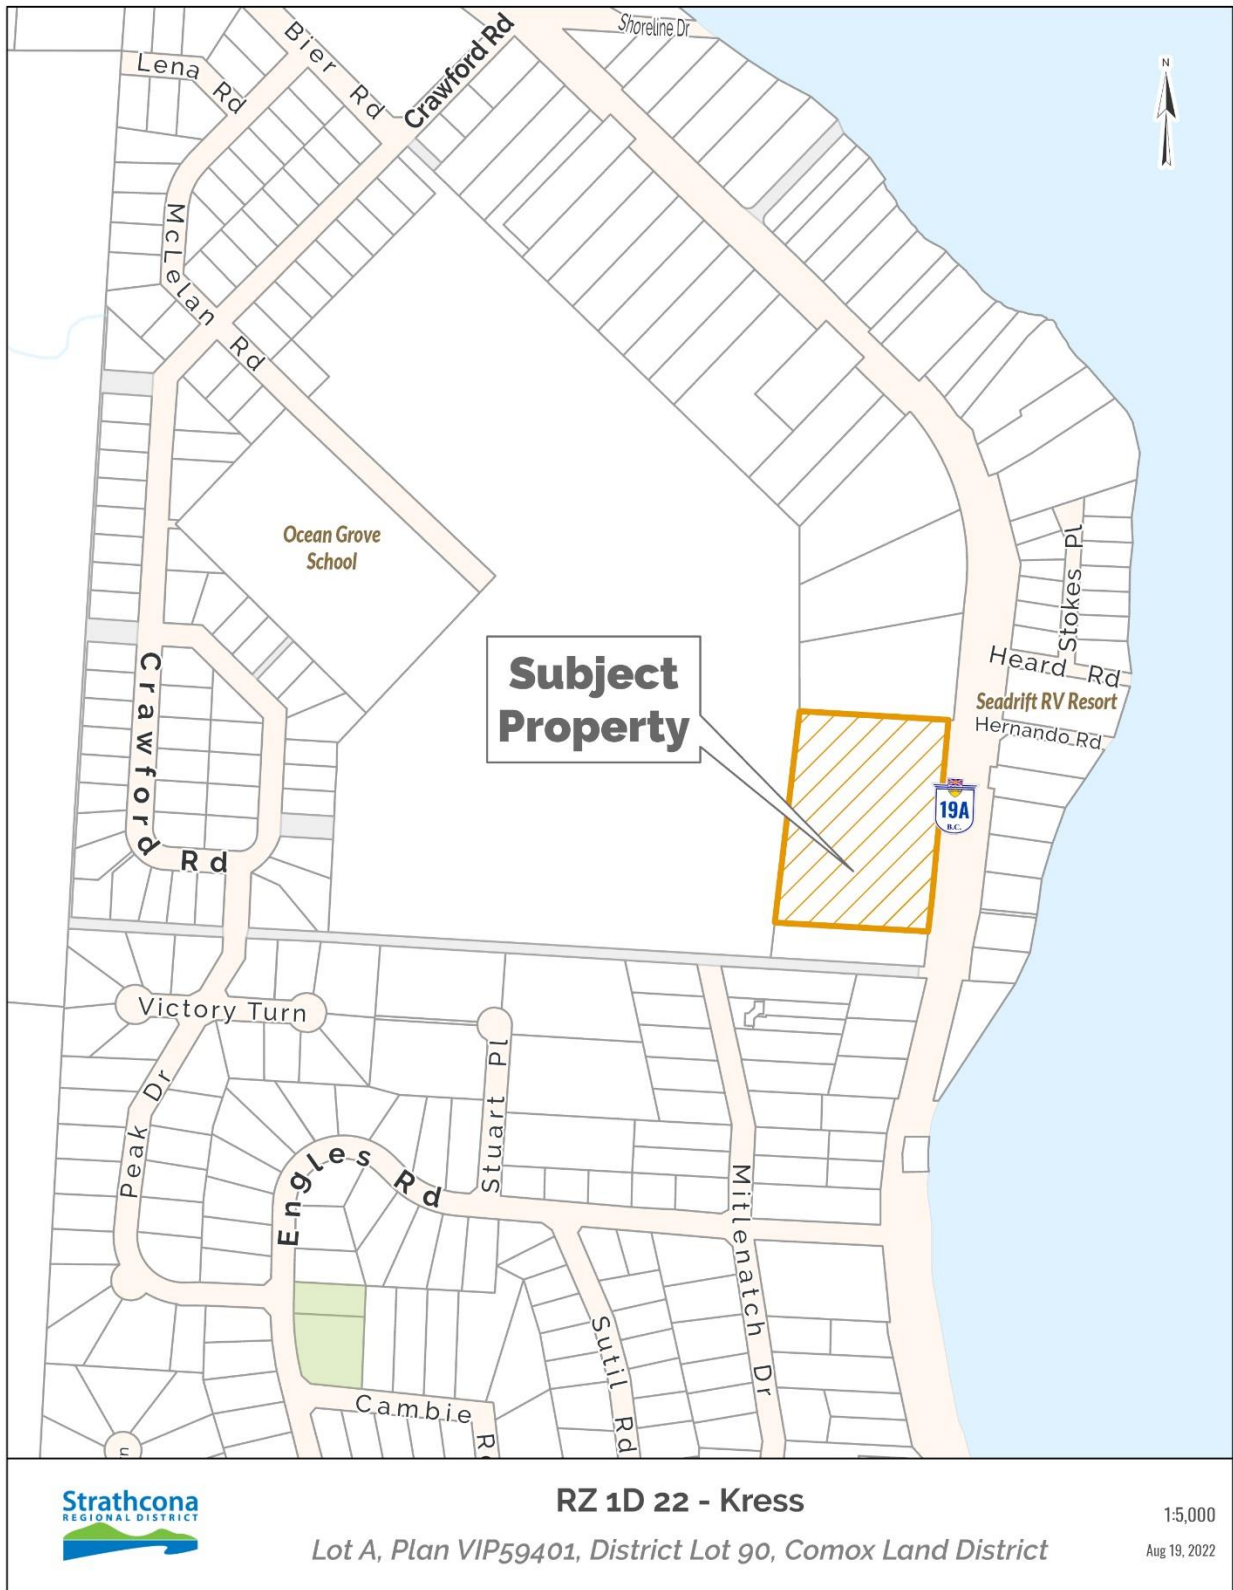 Shoreline Dr
Bier Rd
Crawford Rd
Lena Rd
N
McLelan Rd
Ocean Grove
School
Stokes Pl
Subject
Property
Heard Rd
Seadrift RV Resort
Hernando Rd
Crawford Rd
19A
B.C.
Victory Turn
Stuart Pl
Peak Dr
Engles Rd
Mitlenatch Dr
Sutil Rd
Cambie R
n
Strathcona
REGIONAL DISTRICT
RZ 1D 22 - Kress
Lot A, Plan VIP59401, District Lot 90, Comox Land District
1:5,000
Aug 19, 2022